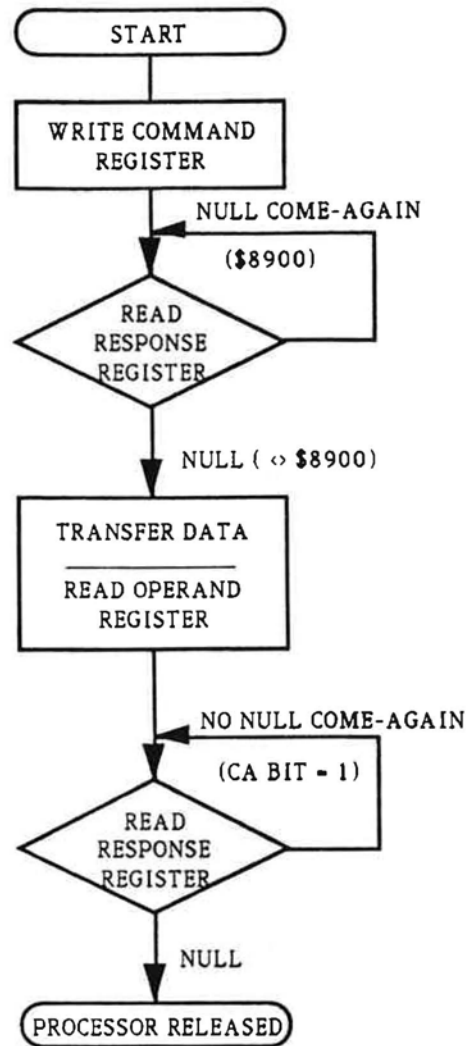 START
WRITE COMMAND
REGISTER
NULL COME-AGAIN
($8900)
READ
RESPONSE
REGISTER
NULL ( <> $8900)
TRANSFER DATA
READ OPERAND
REGISTER
NO NULL COME-AGAIN
(CA BIT = 1)
READ
RESPONSE
REGISTER
NULL
PROCESSOR RELEASED